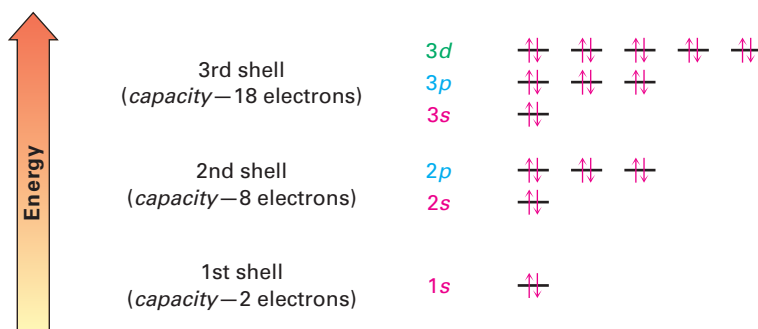 Energy
3rd shell
(capacity—18 electrons)
3d
3p
3s
2nd shell
(capacity—8 electrons)
2p
2s
1st shell
(capacity—2 electrons)
1s